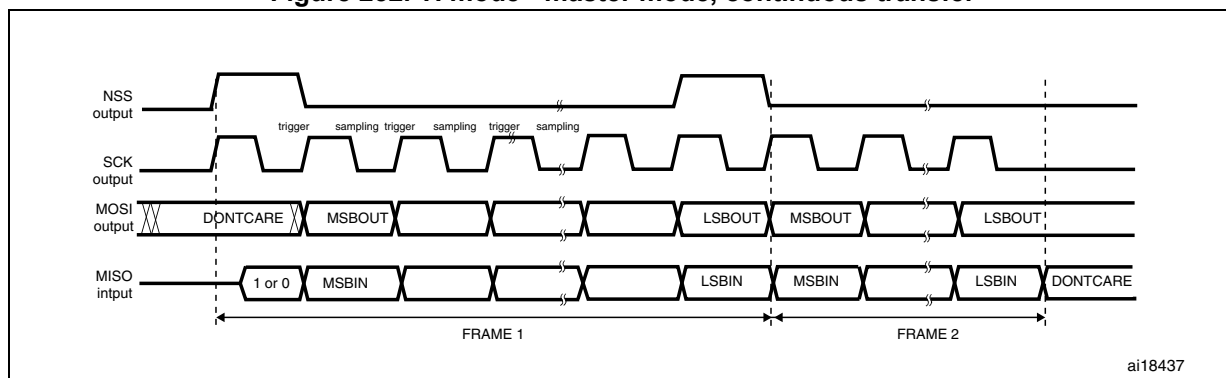 TI mode - master mode, continuous transfer
NSS
output
trigger sampling trigger sampling trigger sampling
SCK
output
MOSI
output
DONTCARE MSBOUT LSBOUT MSBOUT LSBOUT
MISO
intput
1 or 0 MSBIN LSBIN MSBIN LSBIN DONTCARE
FRAME 1 FRAME 2
ai18437